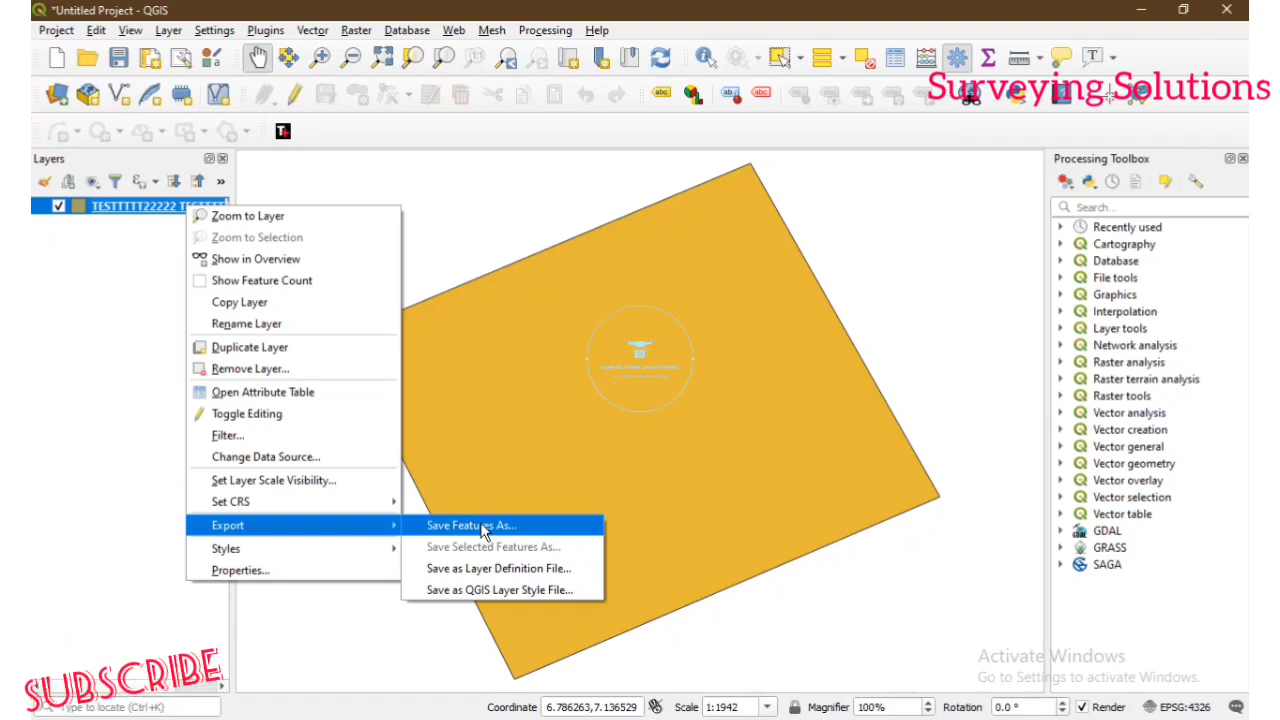 *Untitled Project - QGIS
Project Edit View Layer Settings Plugins Vector Raster Database Web Mesh Processing Help
Surveying Solutions
Layers
TESTTTTT22222
Zoom to Layer
Zoom to Selection
Show in Overview
Show Feature Count
Copy Layer
Rename Layer
Duplicate Layer
Remove Layer...
Open Attribute Table
Toggle Editing
Filter...
Change Data Source...
Set Layer Scale Visibility...
Set CRS
Export
Styles
Properties...
Save Features As...
Save Selected Features As...
Save as Layer Definition File...
Save as QGIS Layer Style File...
Processing Toolbox
Search...
Recently used
Cartography
Database
File tools
Graphics
Interpolation
Layer tools
Network analysis
Raster analysis
Raster terrain analysis
Raster tools
Vector analysis
Vector creation
Vector general
Vector geometry
Vector overlay
Vector selection
Vector table
GDAL
GRASS
SAGA
Activate Windows
Go to Settings to activate Windows.
SUBSCRIBE
Type to locate (Ctrl+K)
Coordinate 6.786263,7.136529 Scale 1:1942 Magnifier 100% Rotation 0.0 ° Render EPSG:4326